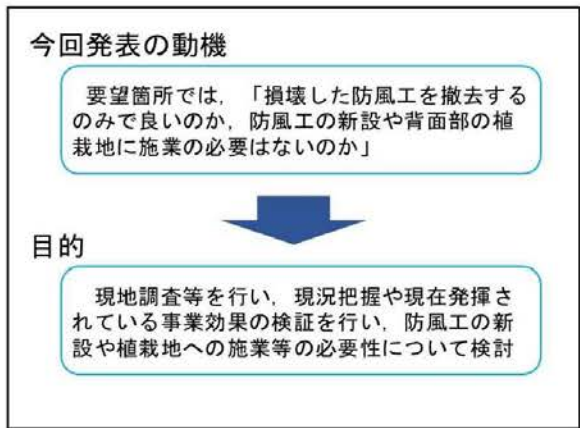 今回発表の動機
要望箇所では，「損壊した防風工を撤去する
のみで良いのか，防風工の新設や背面部の植
栽地に施業の必要はないのか」
目的
現地調査等を行い，現況把握や現在発揮さ
れている事業効果の検証を行い，防風工の新
設や植栽地への施業等の必要性について検討